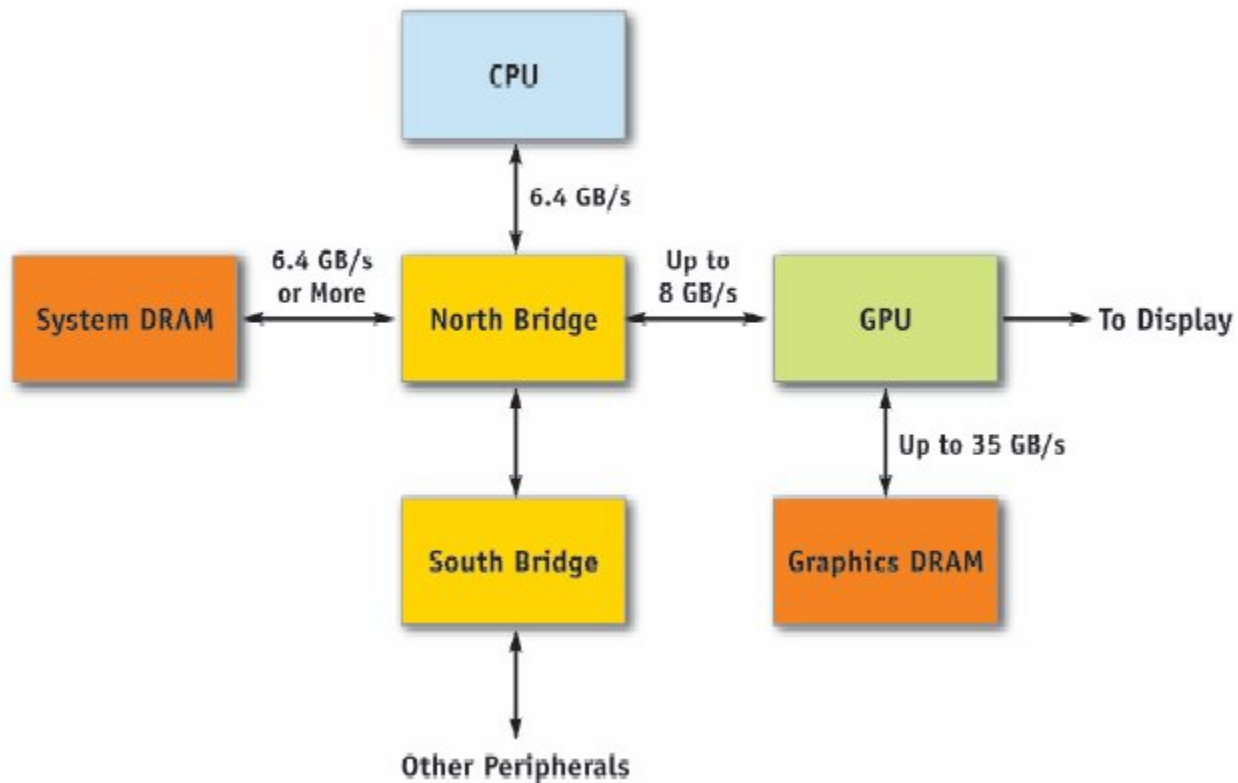 CPU
6.4 GB/s
6.4 GB/s
or More
Up to
8 GB/s
System DRAM
North Bridge
GPU
To Display
Up to 35 GB/s
South Bridge
Graphics DRAM
Other Peripherals